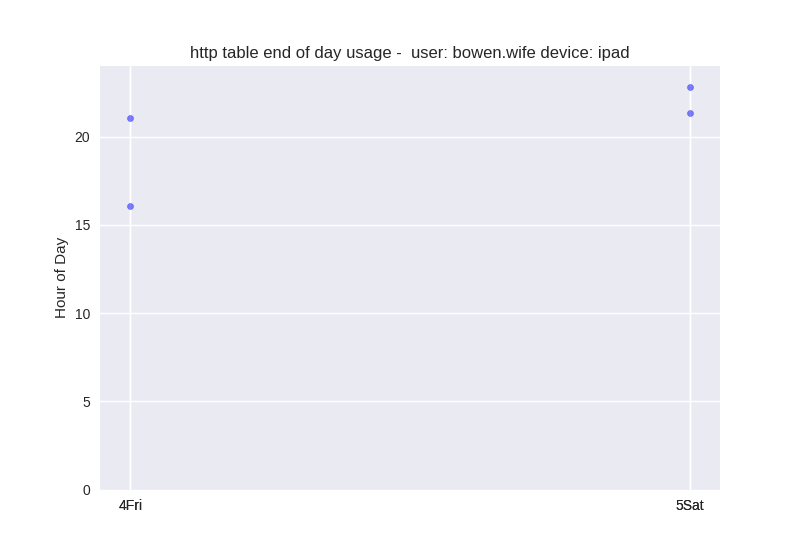 http table end of day usage -  user: bowen.wife device: ipad
Hour of Day
20
15
10
5
0
4Fri
5Sat